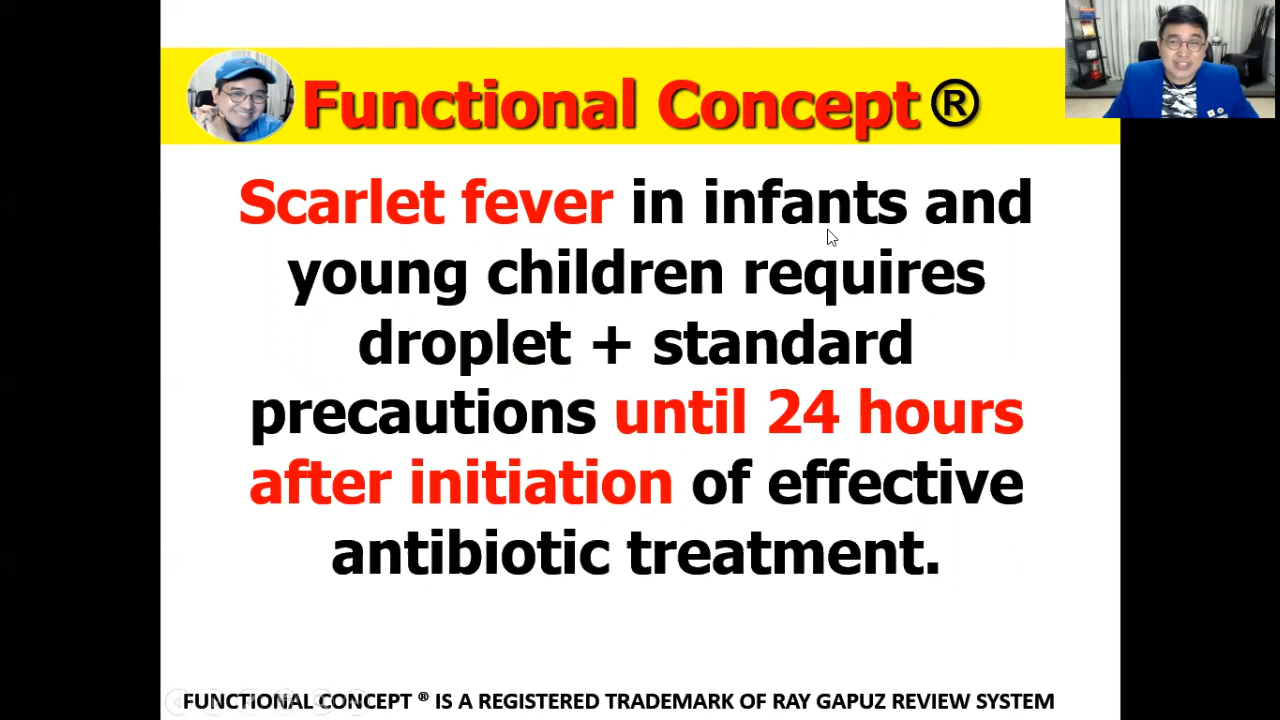 Functional Concept ®
Scarlet fever in infants and
young children requires
droplet + standard
precautions until 24 hours
after initiation of effective
antibiotic treatment.
FUNCTIONAL CONCEPT ® IS A REGISTERED TRADEMARK OF RAY GAPUZ REVIEW SYSTEM